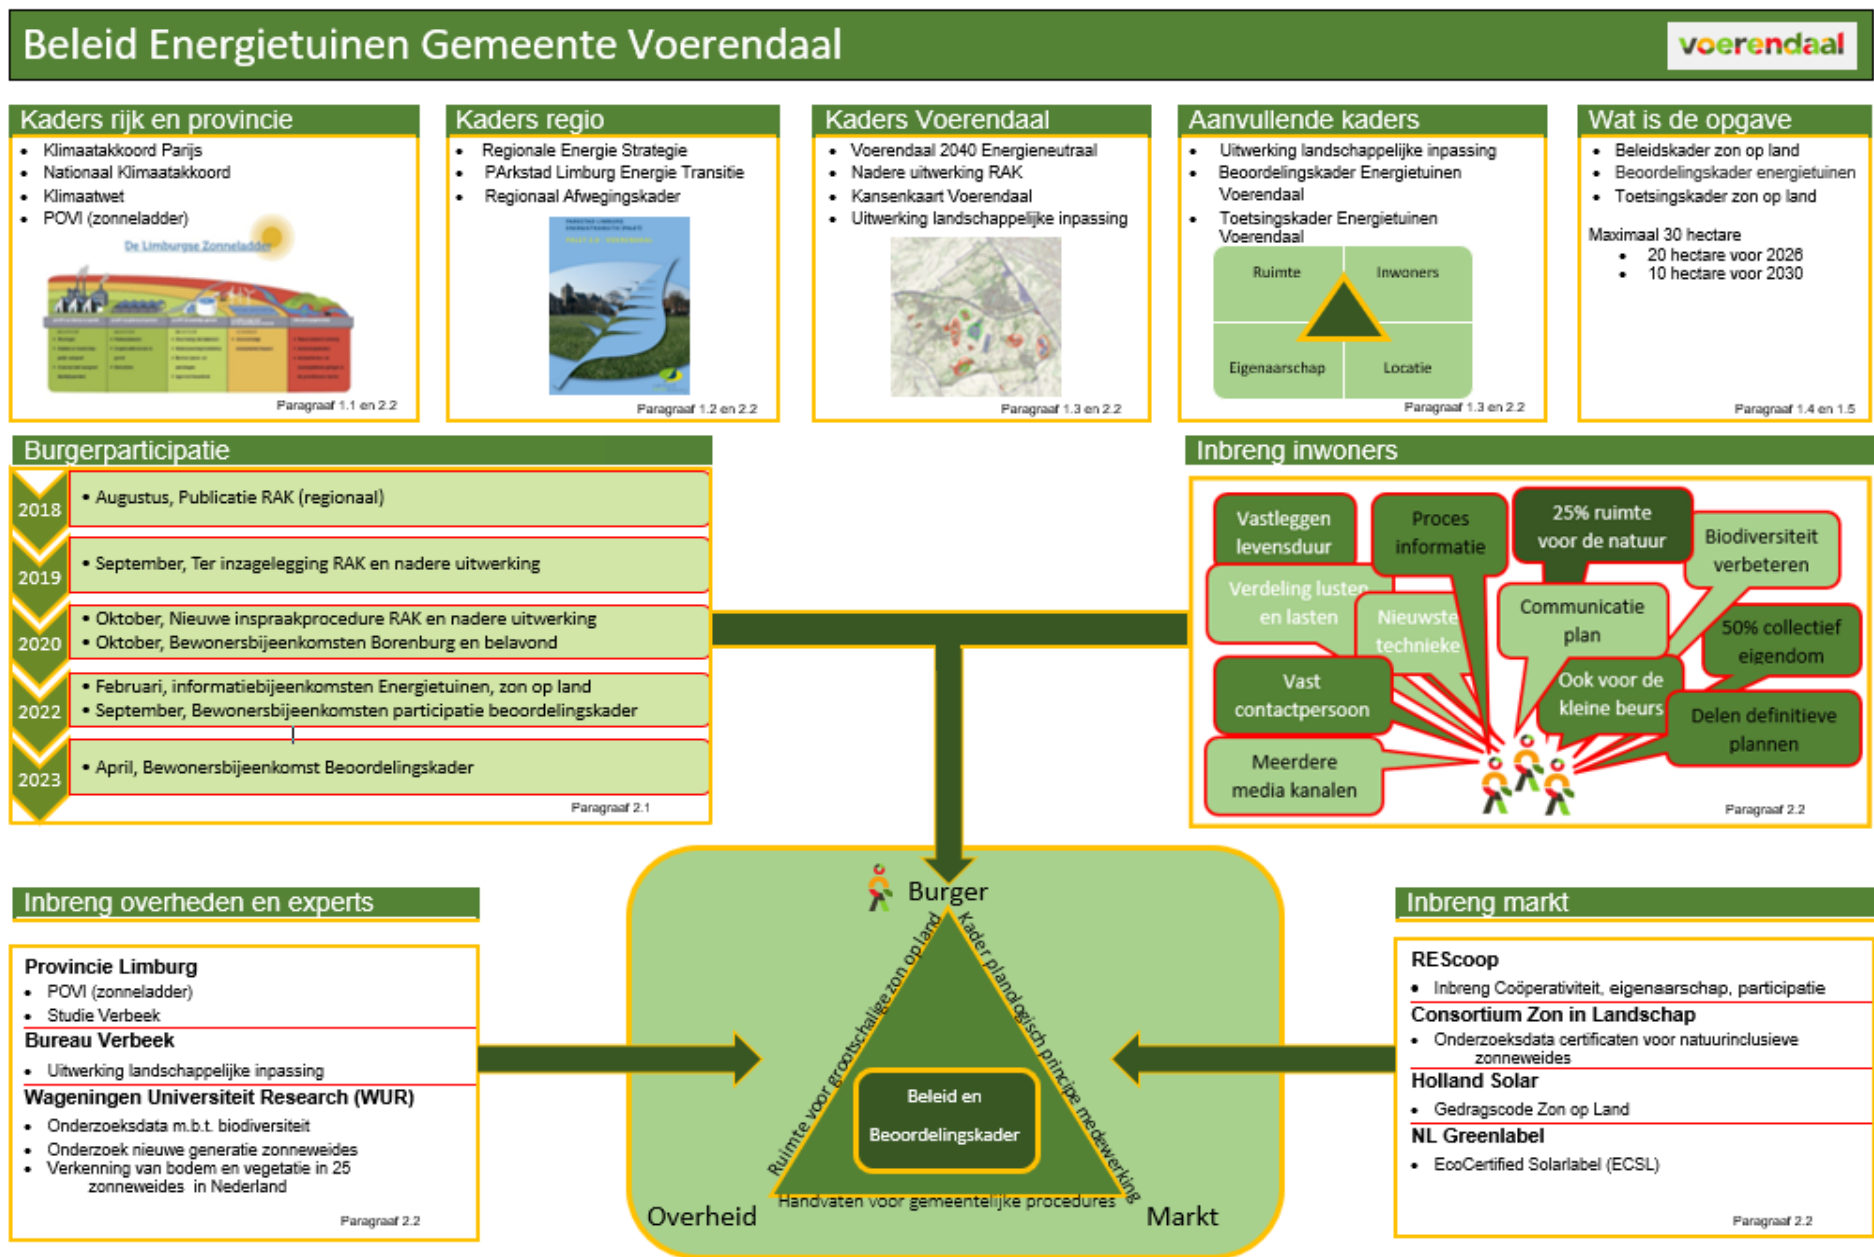 Beleid Energietuinen Gemeente Voerendaal
voerendaal
Kaders rijk en provincie
• Klimaatakkoord Parijs
• Nationaal Klimaatakkoord
• Klimaatwet
• POVI (zonneladder)
De Limburgse Zonneladder
Paragraaf 1.1 en 2.2
Kaders regio
• Regionale Energie Strategie
• PArkstad Limburg Energie Transitie
• Regionaal Afwegingskader
PARKSTAD LIMBURG
ENERGIETRANSITIE (PALET)
Paragraaf 1.2 en 2.2
Kaders Voerendaal
• Voerendaal 2040 Energieneutraal
• Nadere uitwerking RAK
• Kansenkaart Voerendaal
• Uitwerking landschappelijke inpassing
Paragraaf 1.3 en 2.2
Aanvullende kaders
• Uitwerking landschappelijke inpassing
• Beoordelingskader Energietuinen
Voerendaal
• Toetsingskader Energietuinen
Voerendaal
Ruimte
Inwoners
Eigenaarschap
Locatie
Paragraaf 1.3 en 2.2
Wat is de opgave
• Beleidskader zon op land
• Beoordelingskader energietuinen
• Toetsingskader zon op land
Maximaal 30 hectare
• 20 hectare voor 2026
• 10 hectare voor 2030
Paragraaf 1.4 en 1.5
Burgerparticipatie
2018
• Augustus, Publicatie RAK (regionaal)
2019
• September, Ter inzagelegging RAK en nadere uitwerking
2020
• Oktober, Nieuwe inspraakprocedure RAK en nadere uitwerking
• Oktober, Bewonersbijeenkomsten Borenburg en belavond
2022
• Februari, informatiebijeenkomsten Energietuinen, zon op land
• September, Bewonersbijeenkomsten participatie beoordelingskader
2023
• April, Bewonersbijeenkomst Beoordelingskader
Paragraaf 2.1
Inbreng inwoners
Vastleggen
levensduur
Proces
informatie
25% ruimte
voor de natuur
Biodiversiteit
verbeteren
Verdeling lusten
en lasten
Nieuwste
technieke
Communicatie
plan
50% collectief
eigendom
Vast
contactpersoon
Ook voor de
kleine beurs
Delen definitieve
plannen
Meerdere
media kanalen
Paragraaf 2.2
Inbreng overheden en experts
Provincie Limburg
• POVI (zonneladder)
• Studie Verbeek
Bureau Verbeek
• Uitwerking landschappelijke inpassing
Wageningen Universiteit Research (WUR)
• Onderzoeksdata m.b.t. biodiversiteit
• Onderzoek nieuwe generatie zonneweides
• Verkenning van bodem en vegetatie in 25
zonneweides in Nederland
Paragraaf 2.2
Burger
Ruimte voor grootschalige zon op land
Kader planologisch principe medewerking
Beleid en
Beoordelingskader
Handvaten voor gemeentelijke procedures
Overheid
Markt
Inbreng markt
REScoop
• Inbreng Coöperativiteit, eigenaarschap, participatie
Consortium Zon in Landschap
• Onderzoeksdata certificaten voor natuurinclusieve
zonneweides
Holland Solar
• Gedragscode Zon op Land
NL Greenlabel
• EcoCertified Solarlabel (ECSL)
Paragraaf 2.2